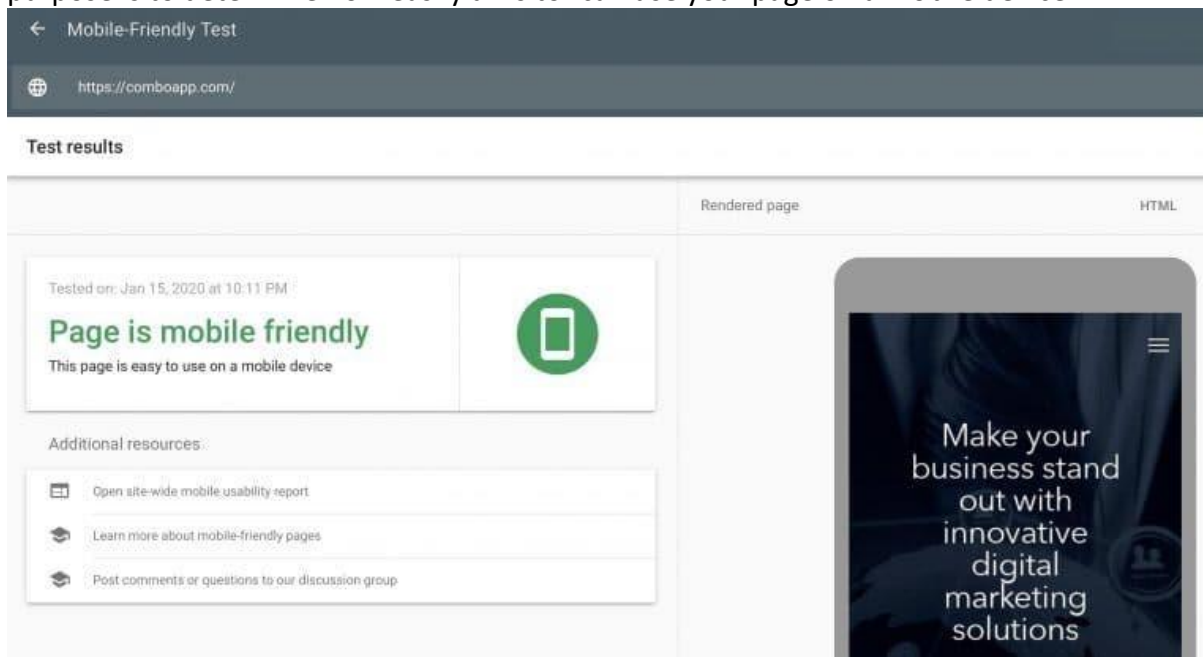 Mobile-Friendly Test
https://comboapp.com/
Test results
Rendered page
HTML
Tested on: Jan 15, 2020 at 10:11 PM
Page is mobile friendly
This page is easy to use on a mobile device
Additional resources
Open site-wide mobile usability report
Learn more about mobile-friendly pages
Post comments or questions to our discussion group
Make your
business stand
out with
innovative
digital
marketing
solutions